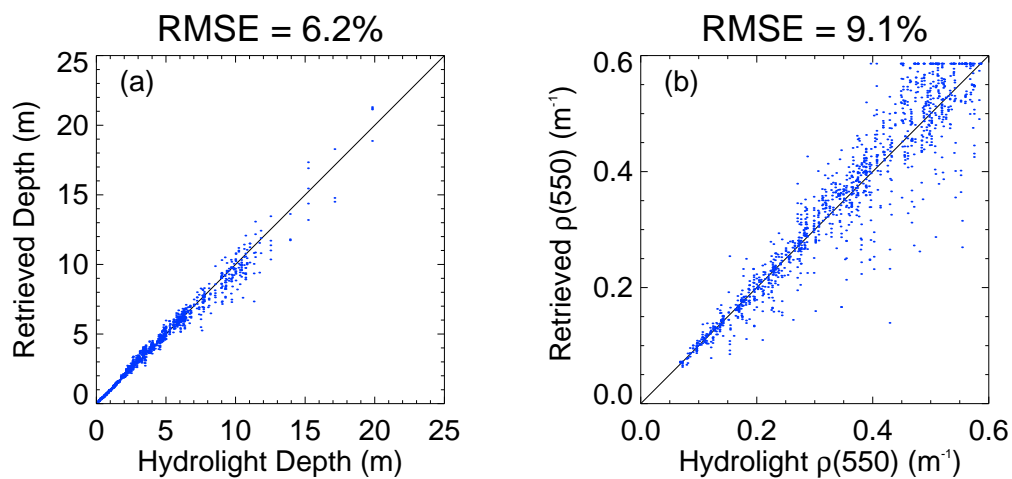 RMSE = 6.2%
25
20
15
10
5
0
(a)
Retrieved Depth (m)
0 5 10 15 20 25
Hydrolight Depth (m)
RMSE = 9.1%
0.6
0.4
0.2
0.0
(b)
Retrieved ρ(550) (m⁻¹)
0.0 0.2 0.4 0.6
Hydrolight ρ(550) (m⁻¹)